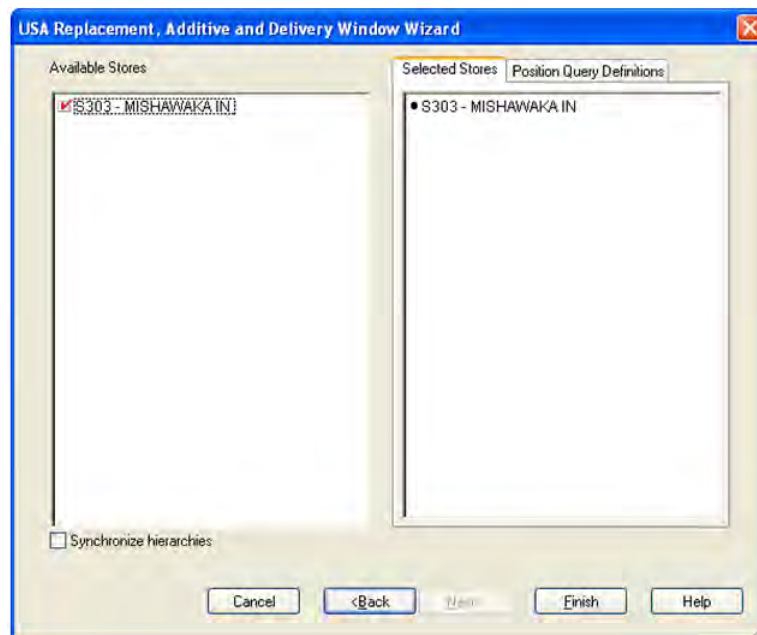 USA Replacement, Additive and Delivery Window Wizard
Available Stores
Selected Stores
Position Query Definitions
S303 - MISHAWAKA IN
S303 - MISHAWAKA IN
Synchronize hierarchies
Cancel
<Back
Finish
Help